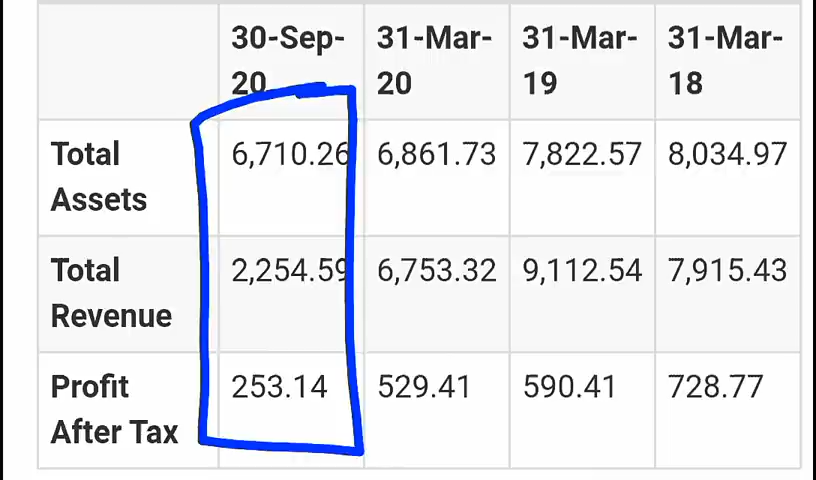 30-Sep- 31-Mar- 31-Mar- 31-Mar-
20 20 19 18
Total 6,710.26 6,861.73 7,822.57 8,034.97
Assets
Total 2,254.59 6,753.32 9,112.54 7,915.43
Revenue
Profit 253.14 529.41 590.41 728.77
After Tax